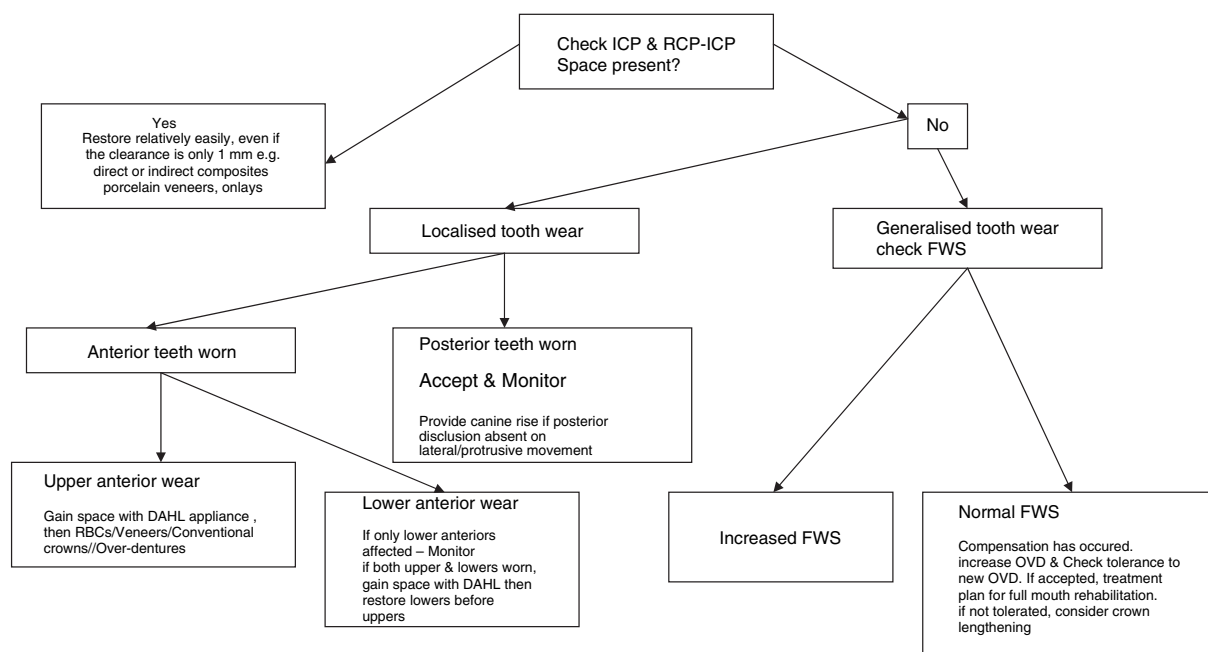 Check ICP & RCP-ICP
Space present?
Yes
Restore relatively easily, even if
the clearance is only 1 mm e.g.
direct or indirect composites
porcelain veneers, onlays
No
Localised tooth wear
Generalised tooth wear
check FWS
Anterior teeth worn
Posterior teeth worn
Accept & Monitor
Provide canine rise if posterior
disclusion absent on
lateral/protrusive movement
Upper anterior wear
Gain space with DAHL appliance ,
then RBCs/Veneers/Conventional
crowns//Over-dentures
Lower anterior wear
If only lower anteriors
affected – Monitor
if both upper & lowers worn,
gain space with DAHL then
restore lowers before
uppers
Increased FWS
Normal FWS
Compensation has occured.
increase OVD & Check tolerance to
new OVD. If accepted, treatment
plan for full mouth rehabilitation.
if not tolerated, consider crown
lengthening